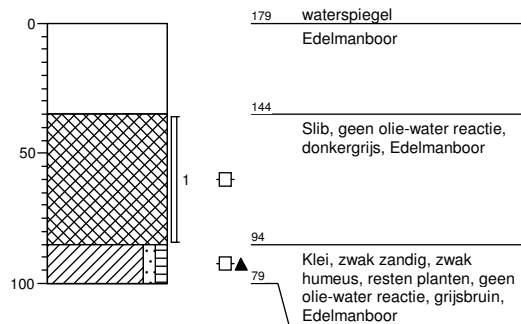 0
50
100
1
179 waterspiegel
Edelmanboor
144
Slib, geen olie-water reactie,
donkergrijs, Edelmanboor
94
Klei, zwak zandig, zwak
humeus, resten planten, geen
olie-water reactie, grijsbruin,
Edelmanboor
79